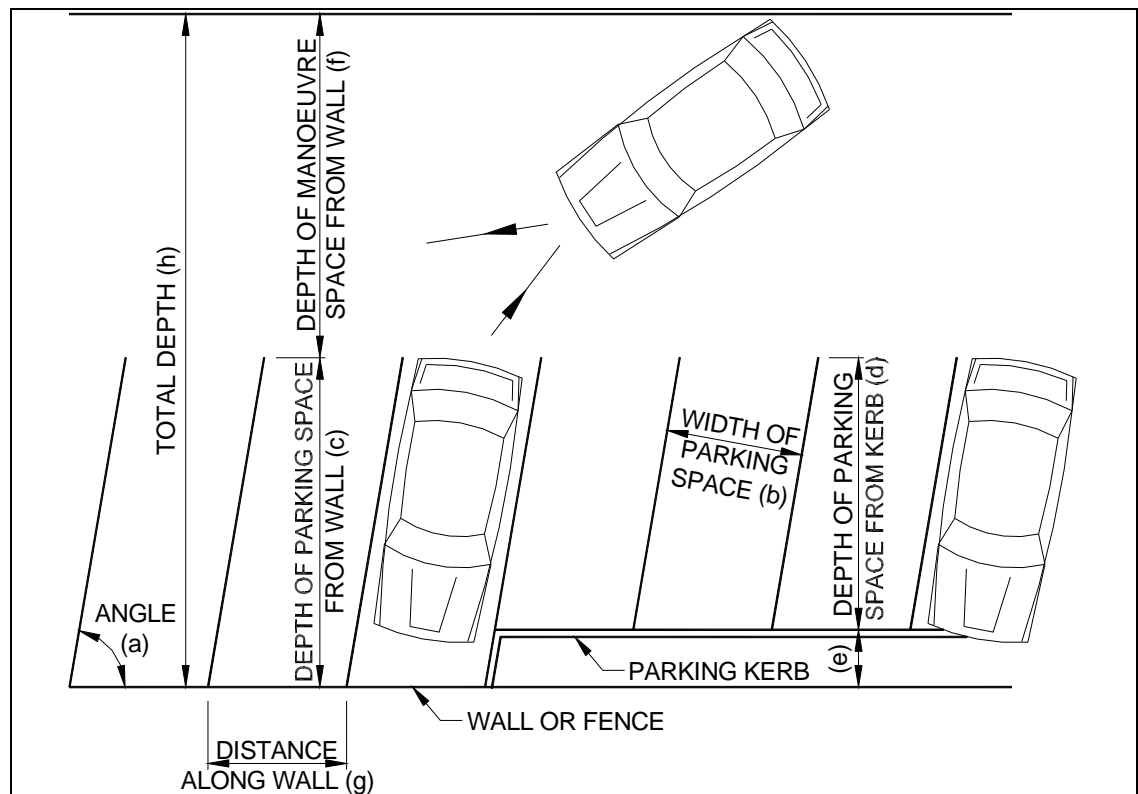 TOTAL DEPTH (h)
DEPTH OF MANOEUVRE
SPACE FROM WALL (f)
DEPTH OF PARKING SPACE
FROM WALL (c)
WIDTH OF
PARKING
SPACE (b)
DEPTH OF PARKING
SPACE FROM KERB (d)
ANGLE
(a)
(e)
PARKING KERB
WALL OR FENCE
DISTANCE
ALONG WALL (g)